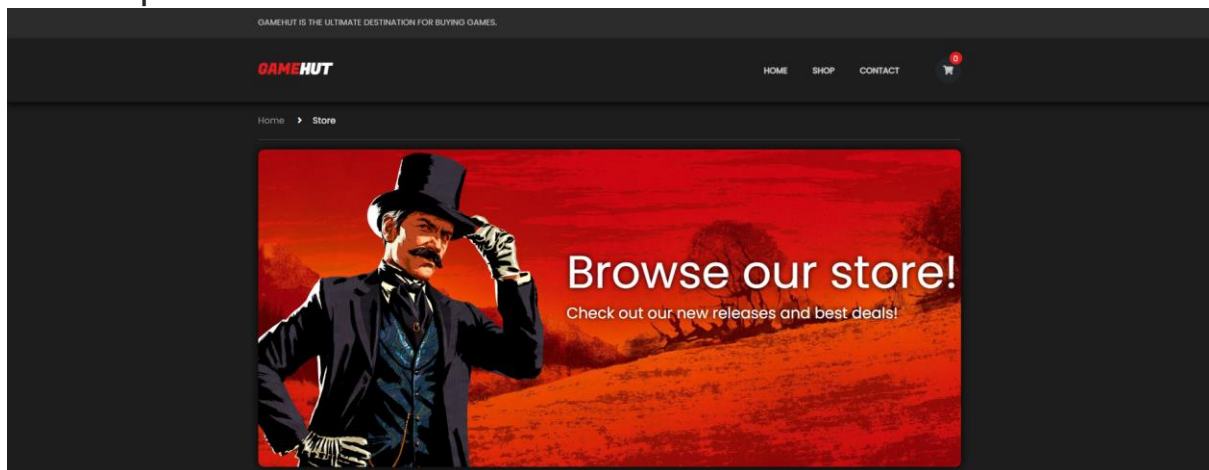 GAMEHUT IS THE ULTIMATE DESTINATION FOR BUYING GAMES.
GAMEHUT
HOME SHOP CONTACT
0
Home > Store
Browse our store!
Check out our new releases and best deals!